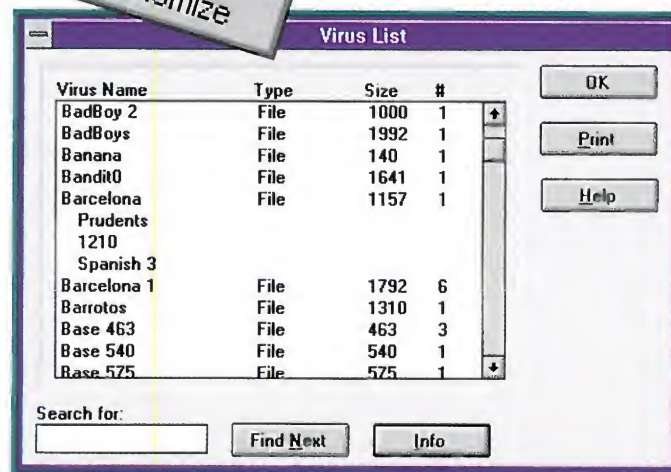 Virus List
Virus Name Type Size #
BadBoy 2 File 1000 1
BadBoys File 1992 1
Banana File 140 1
Bandit0 File 1641 1
Barcelona File 1157 1
Prudents
1210
Spanish 3
Barcelona 1 File 1792 6
Barrotos File 1310 1
Base 463 File 463 3
Base 540 File 540 1
Base 575 File 575 1
OK
Print
Help
Search for:
Find Next
Info